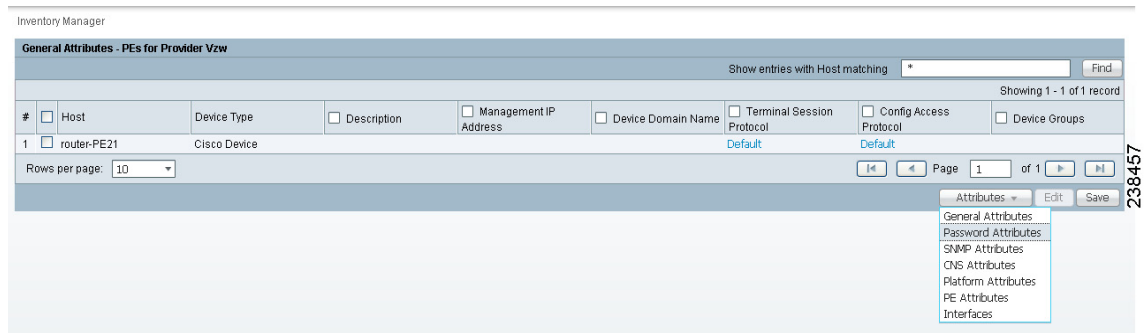 Inventory Manager
General Attributes - PEs for Provider Vzw
Show entries with Host matching * Find
Showing 1 - 1 of 1 record
# Host Device Type Description Management IP Address Device Domain Name Terminal Session Protocol Config Access Protocol Device Groups
1 router-PE21 Cisco Device Default Default
Rows per page: 10 Page 1 of 1
Attributes Edit Save
General Attributes
Password Attributes
SNMP Attributes
CNS Attributes
Platform Attributes
PE Attributes
Interfaces
238457